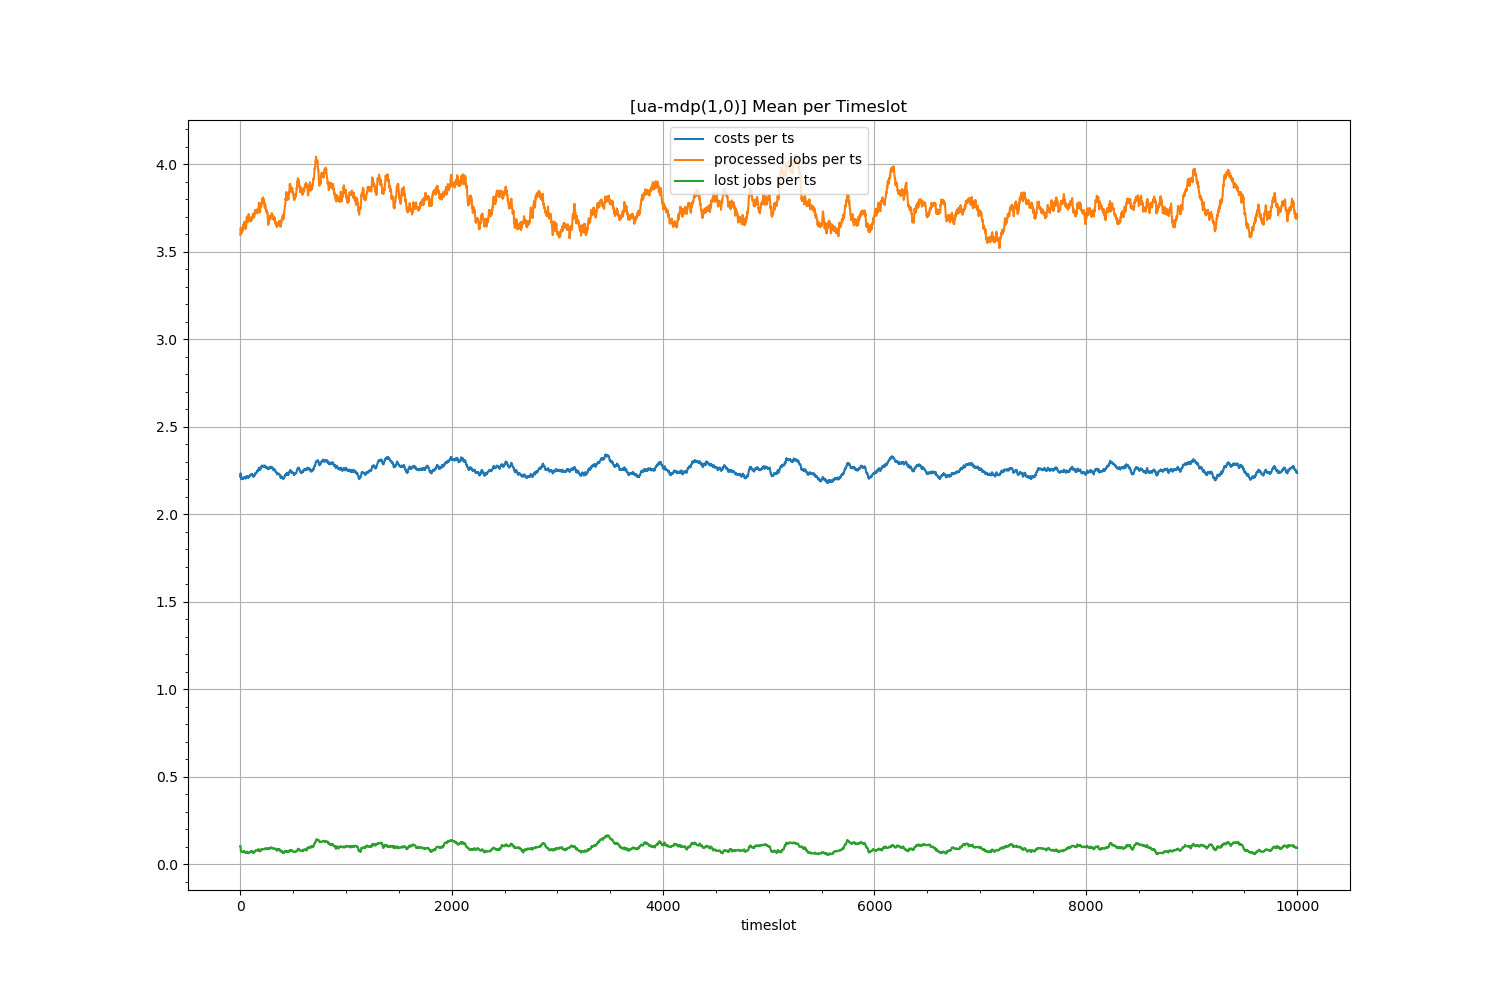 [ua-mdp(1,0)] Mean per Timeslot
costs per ts
processed jobs per ts
lost jobs per ts
4.0
3.5
3.0
2.5
2.0
1.5
1.0
0.5
0.0
0 2000 4000 6000 8000 10000
timeslot